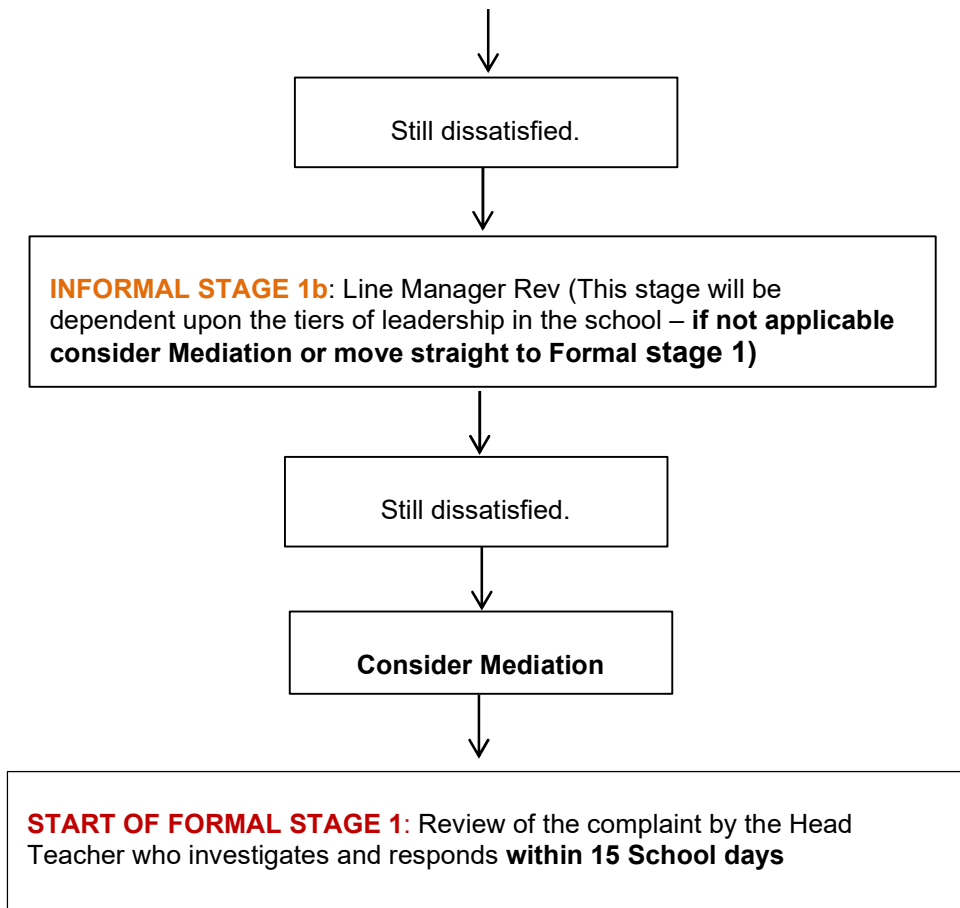 Still dissatisfied.
INFORMAL STAGE 1b: Line Manager Rev (This stage will be
dependent upon the tiers of leadership in the school – if not applicable
consider Mediation or move straight to Formal stage 1)
Still dissatisfied.
Consider Mediation
START OF FORMAL STAGE 1: Review of the complaint by the Head
Teacher who investigates and responds within 15 School days